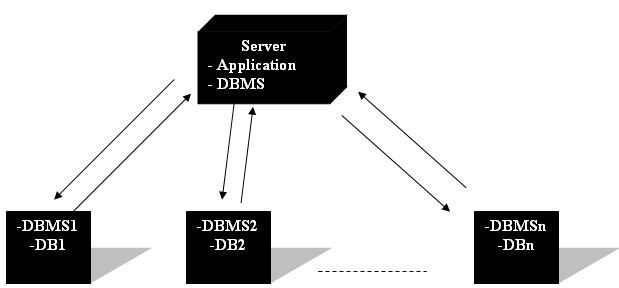 Server
- Application
- DBMS
-DBMS1
-DB1
-DBMS2
-DB2
-DBMSn
-DBn